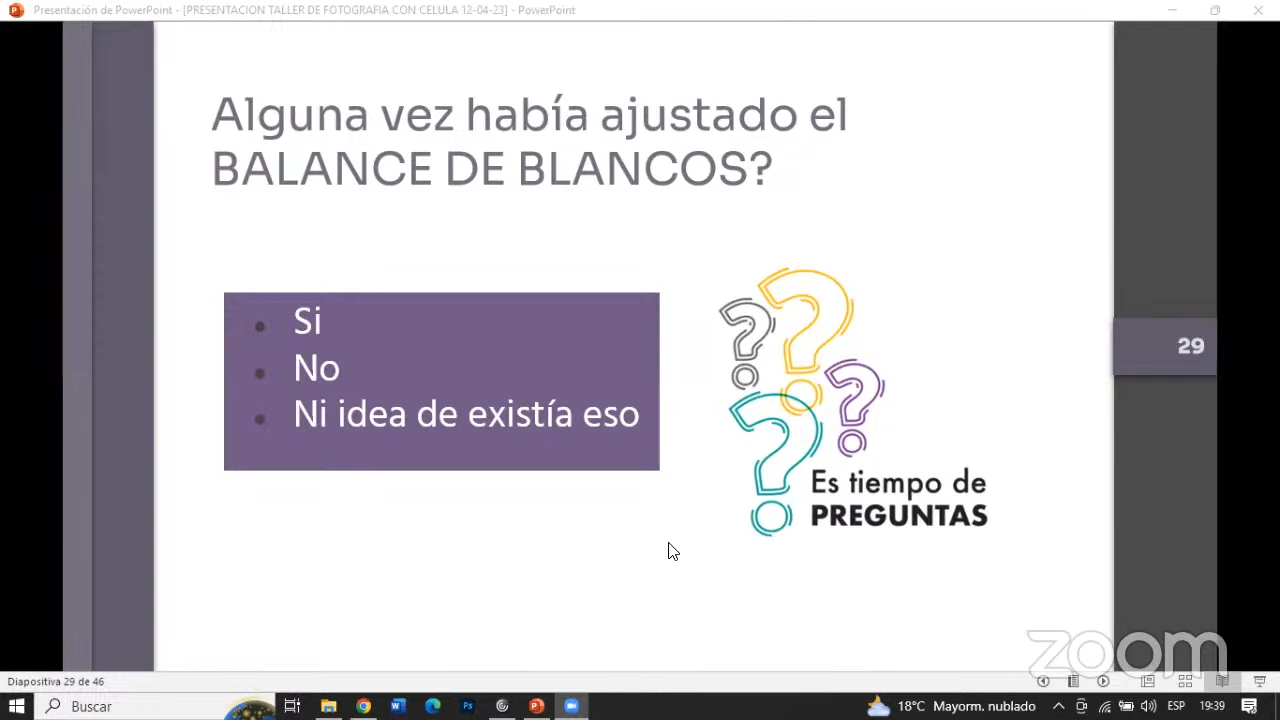 Presentación de PowerPoint - [PRESENTACION TALLER DE FOTOGRAFIA CON CELULA 12-04-23] - PowerPoint
Alguna vez había ajustado el
BALANCE DE BLANCOS?
Si
No
Ni idea de existía eso
29
Es tiempo de
PREGUNTAS
zoom
Diapositiva 29 de 46
Buscar
18°C Mayorm. nublado
ESP
19:39